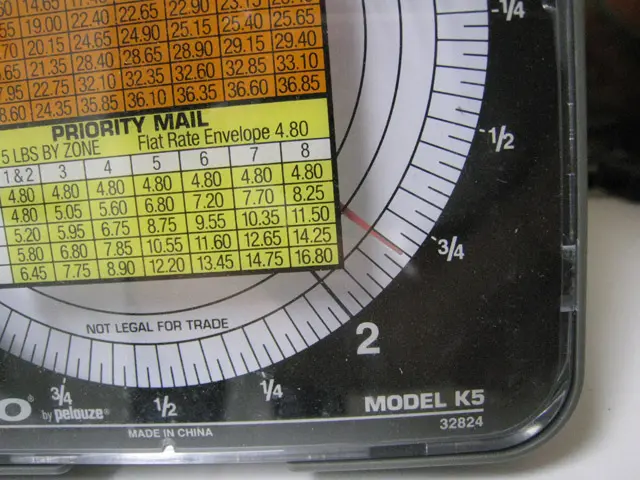 14.65 17.40
19.00 22.40 22.65 22.90 23.15
20.15 24.65 24.90 25.15 25.40 25.65
21.35 28.40 28.65 28.90 29.15 29.40
.95 22.75 32.10 32.35 32.60 32.85 33.10
8.60 24.35 35.85 36.10 36.35 36.60 36.85
PRIORITY MAIL
5 LBS BY ZONE Flat Rate Envelope 4.80
1 & 2 3 4 5 6 7 8
4.80 4.80 4.80 4.80 4.80 4.80 4.80
4.80 5.05 5.60 6.80 7.20 7.70 8.25
5.20 5.95 6.75 8.75 9.55 10.35 11.50
5.80 6.80 7.85 10.55 11.60 12.65 14.25
6.45 7.75 8.90 12.20 13.45 14.75 16.80
NOT LEGAL FOR TRADE
1/4
1/2
3/4
2
1/4
1/2
3/4
O® by pelouze®
MODEL K5
32824
MADE IN CHINA